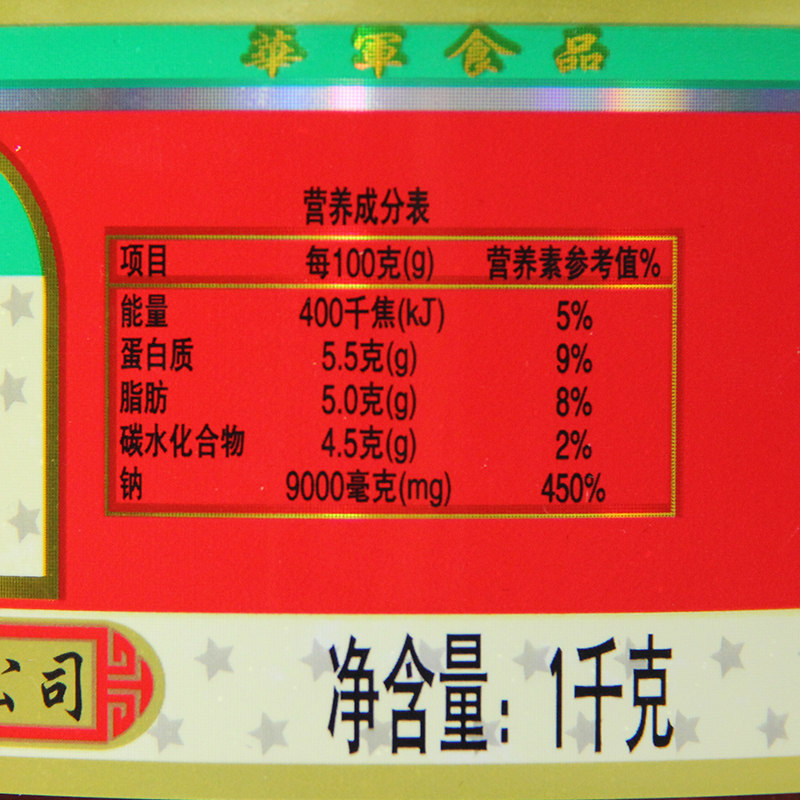 華軍食品
营养成分表
项目 每100克(g) 营养素参考值%
能量 400千焦(kJ) 5%
蛋白质 5.5克(g) 9%
脂肪 5.0克(g) 8%
碳水化合物 4.5克(g) 2%
钠 9000毫克(mg) 450%
公司
净含量：1千克